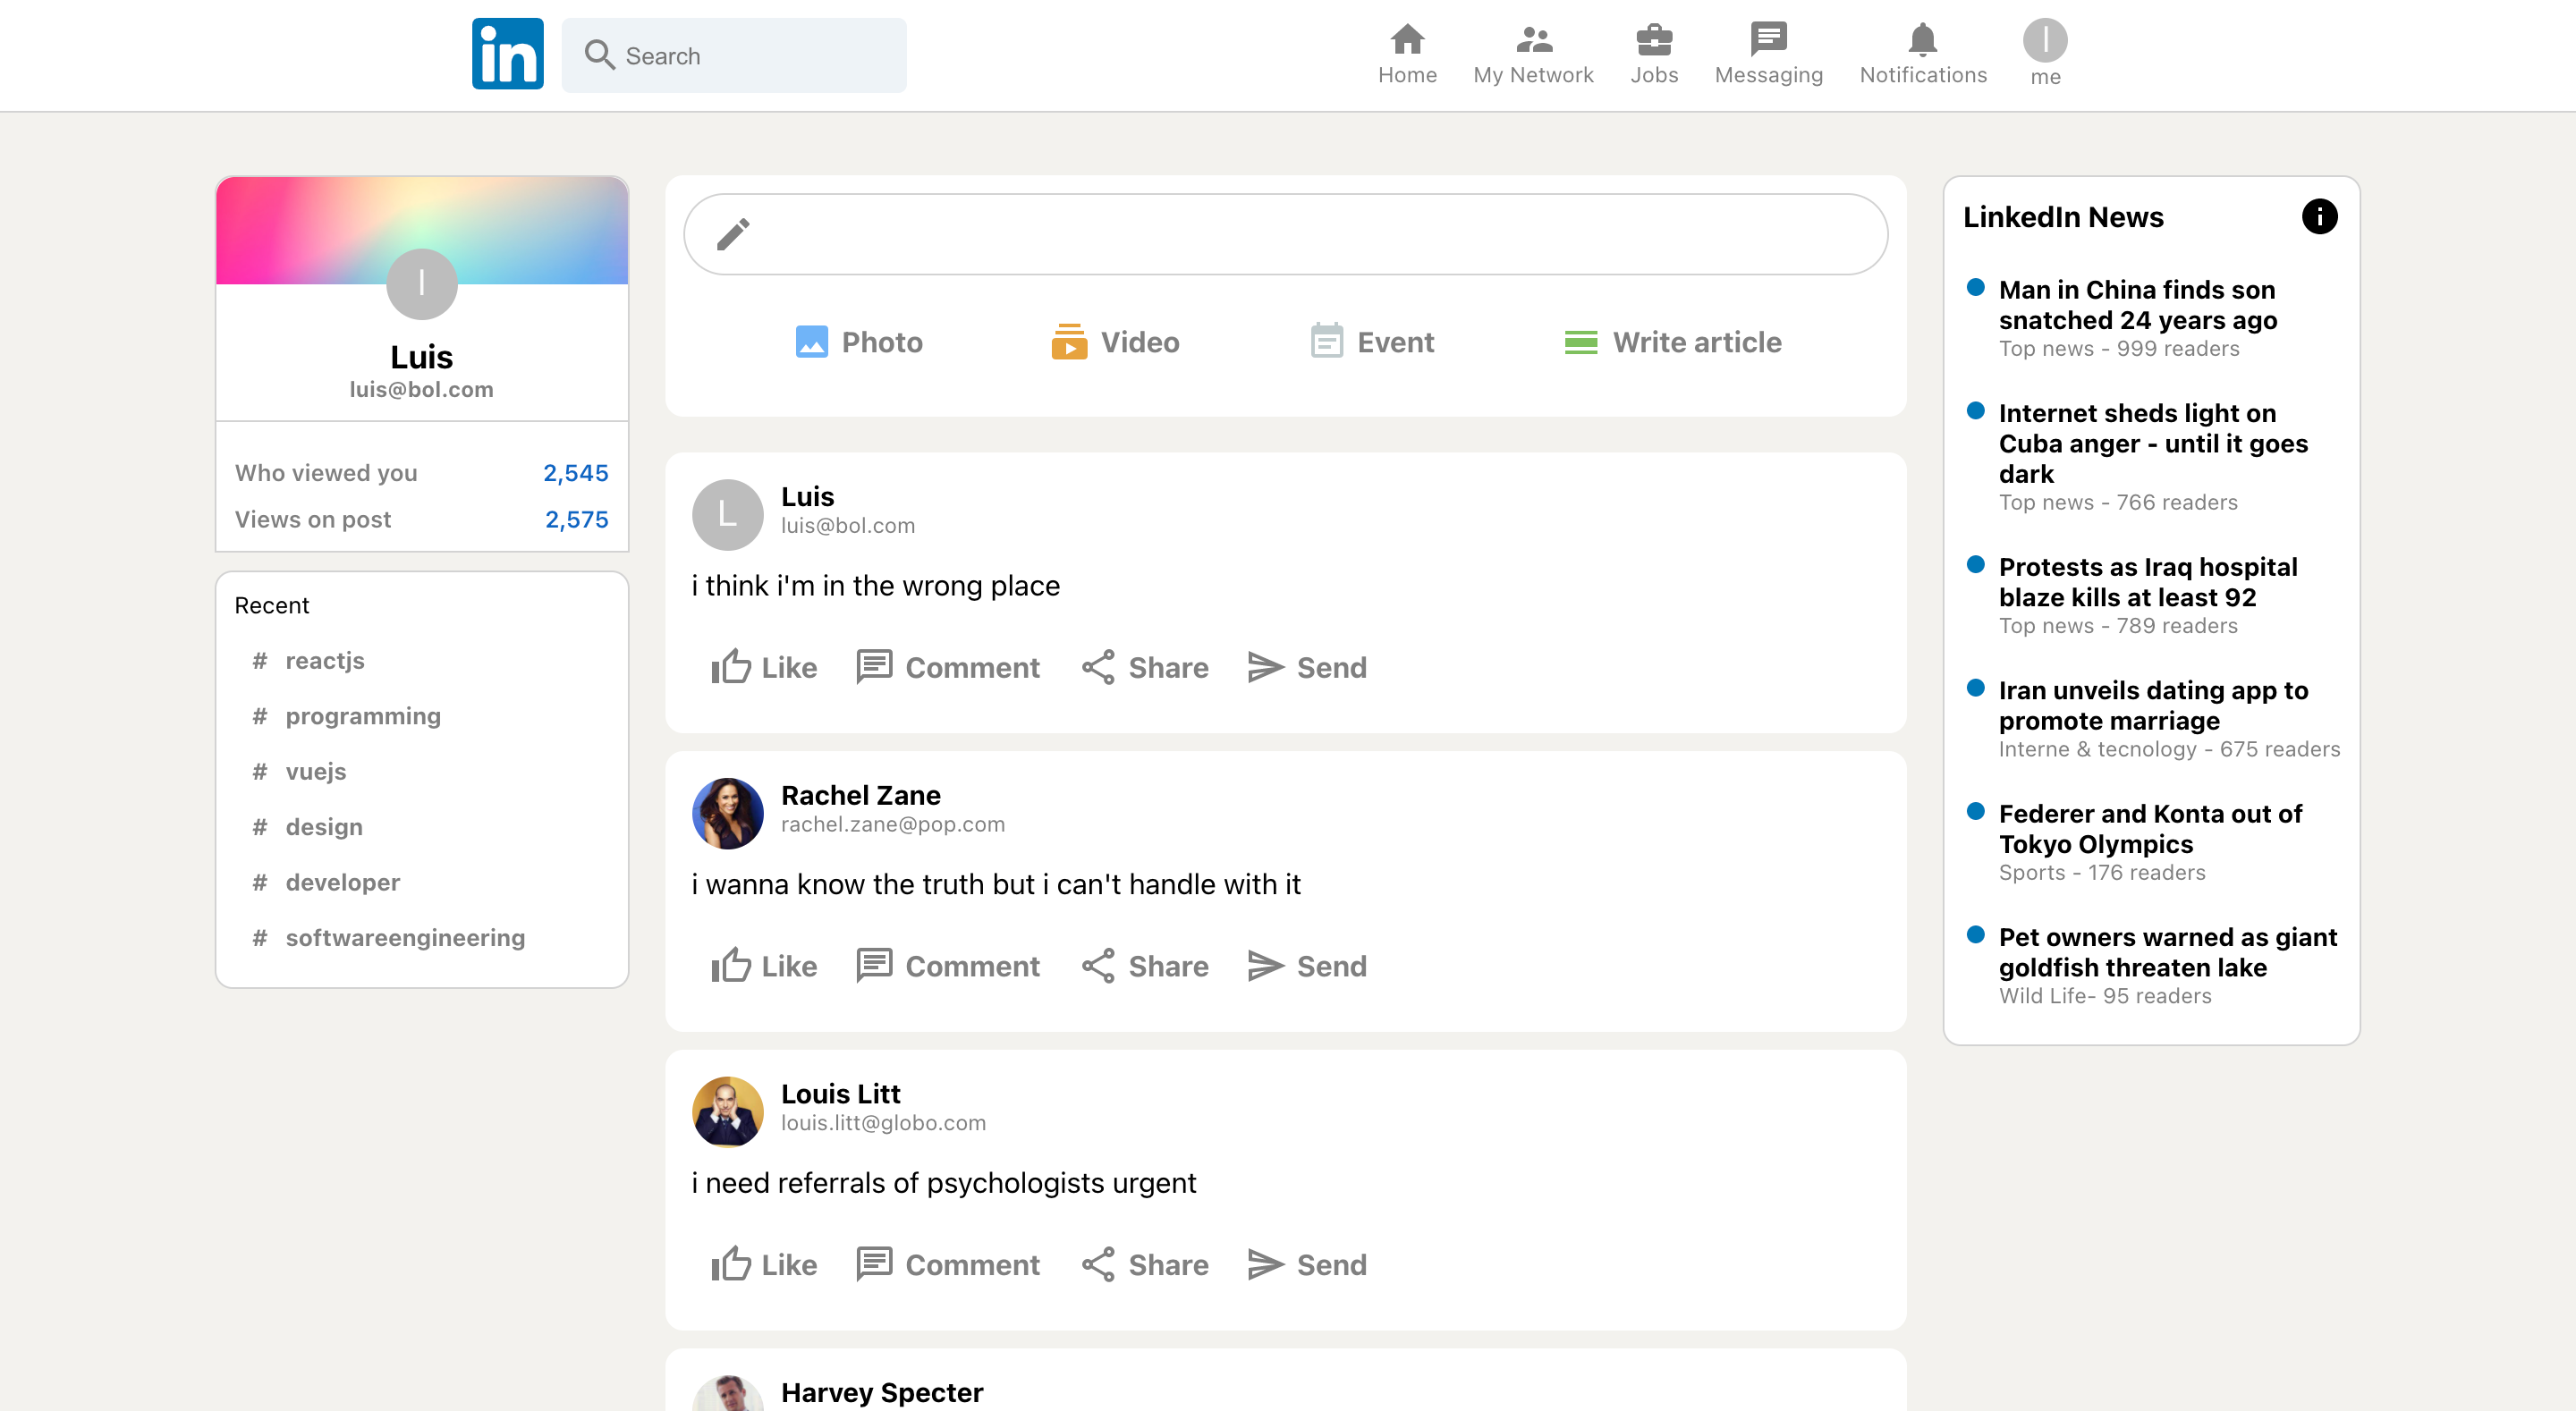 in
Search
Home
My Network
Jobs
Messaging
Notifications
l
me
l
Luis
luis@bol.com
Who viewed you 2,545
Views on post 2,575
Recent
# reactjs
# programming
# vuejs
# design
# developer
# softwareengineering
Photo
Video
Event
Write article
L
Luis
luis@bol.com
i think i'm in the wrong place
Like
Comment
Share
Send
Rachel Zane
rachel.zane@pop.com
i wanna know the truth but i can't handle with it
Like
Comment
Share
Send
Louis Litt
louis.litt@globo.com
i need referrals of psychologists urgent
Like
Comment
Share
Send
Harvey Specter
LinkedIn News
Man in China finds son
snatched 24 years ago
Top news - 999 readers
Internet sheds light on
Cuba anger - until it goes
dark
Top news - 766 readers
Protests as Iraq hospital
blaze kills at least 92
Top news - 789 readers
Iran unveils dating app to
promote marriage
Interne & tecnology - 675 readers
Federer and Konta out of
Tokyo Olympics
Sports - 176 readers
Pet owners warned as giant
goldfish threaten lake
Wild Life- 95 readers